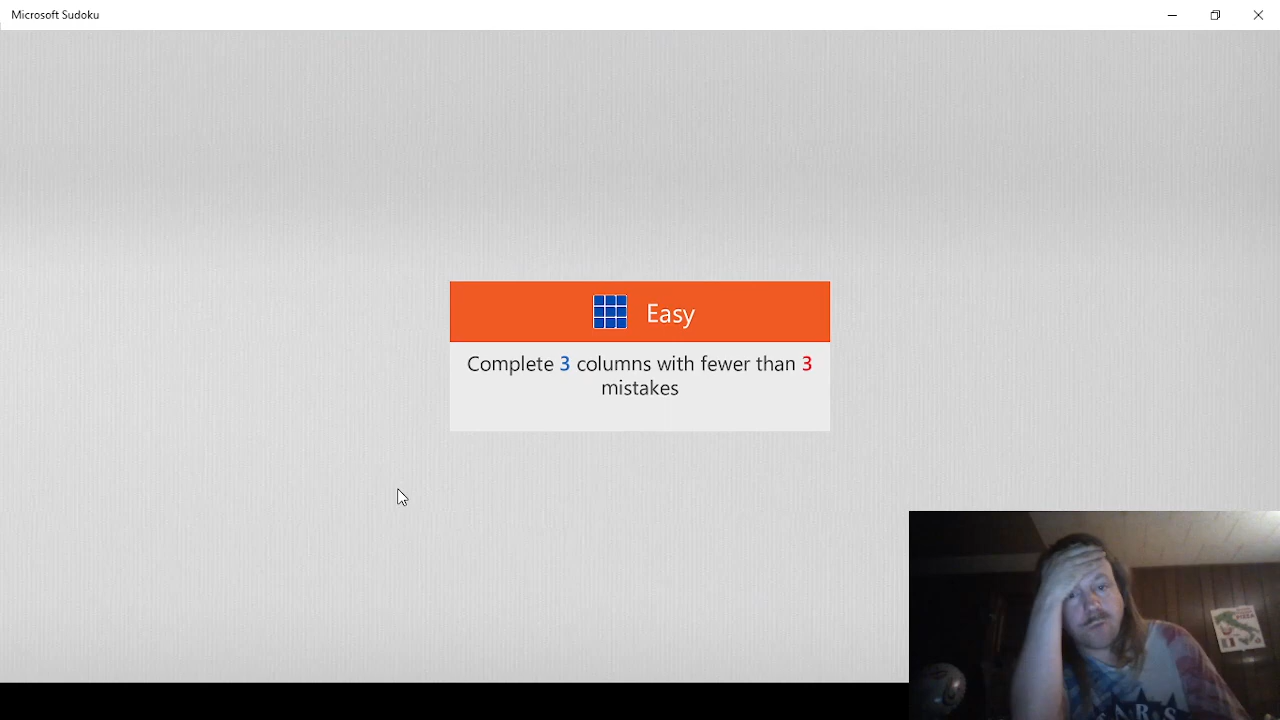 Microsoft Sudoku
Easy
Complete 3 columns with fewer than 3
mistakes